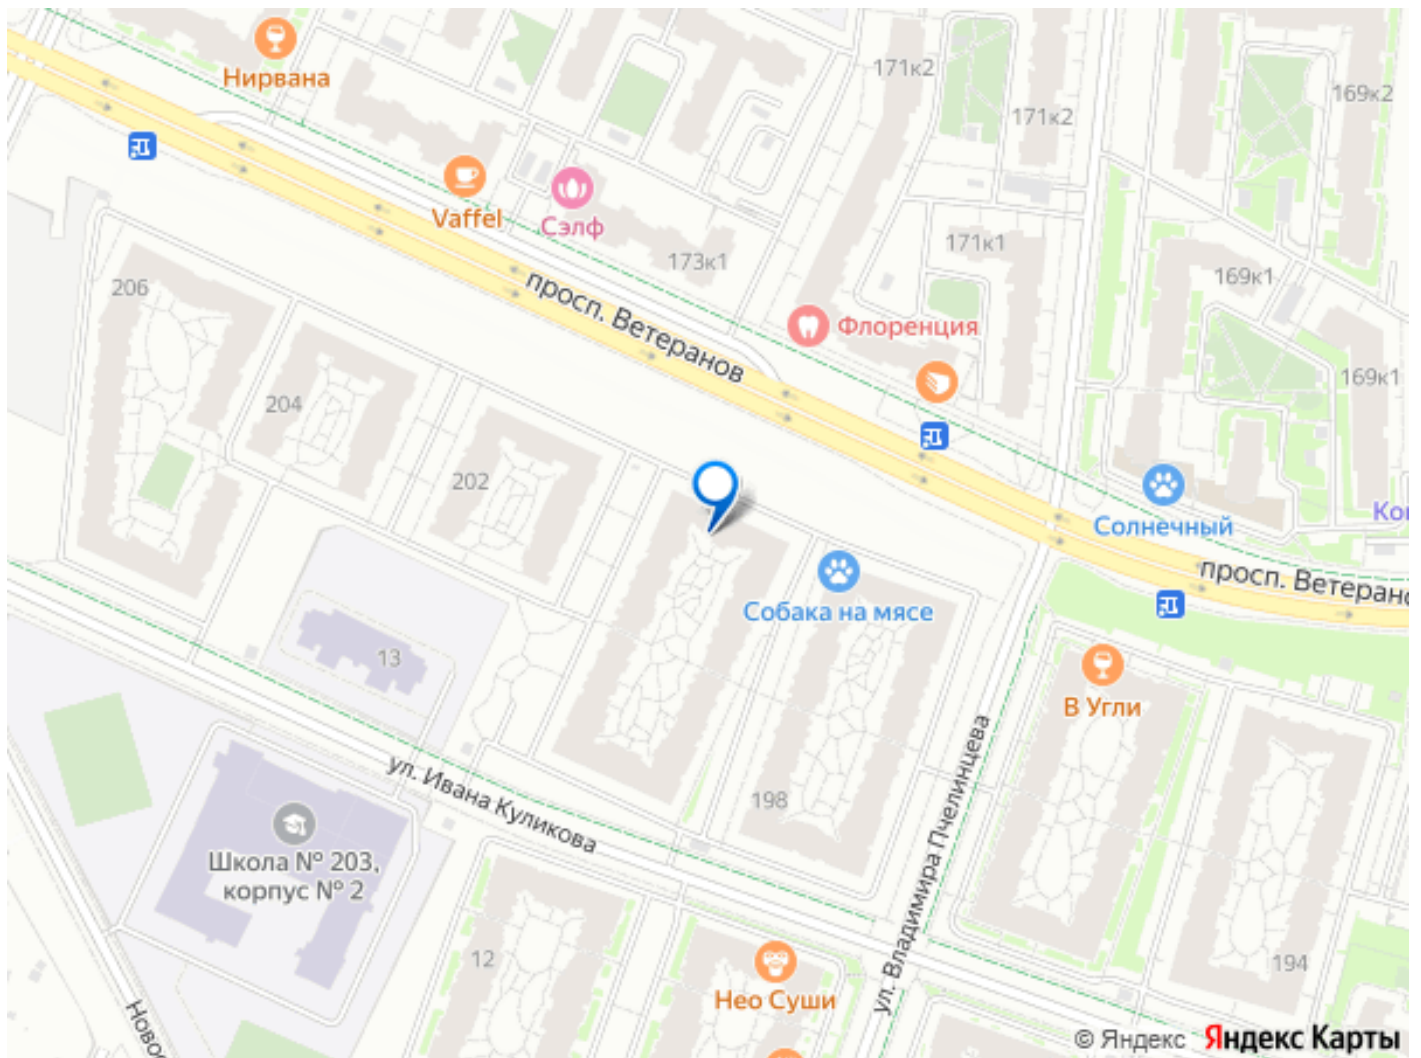 Нирвана
171к2
169к2
171к2
Vaffel
Сэлф
171к1
173к1
169к1
206
просп. Ветеранов
Флоренция
169к1
204
202
Солнечный
просп. Ветерано
Собака на мясе
13
В Угли
ул. Ивана Куликова
198
ул. Владимира Пчелинцева
Школа № 203,
корпус № 2
12
194
Нео Суши
Новос
© Яндекс Яндекс Карты